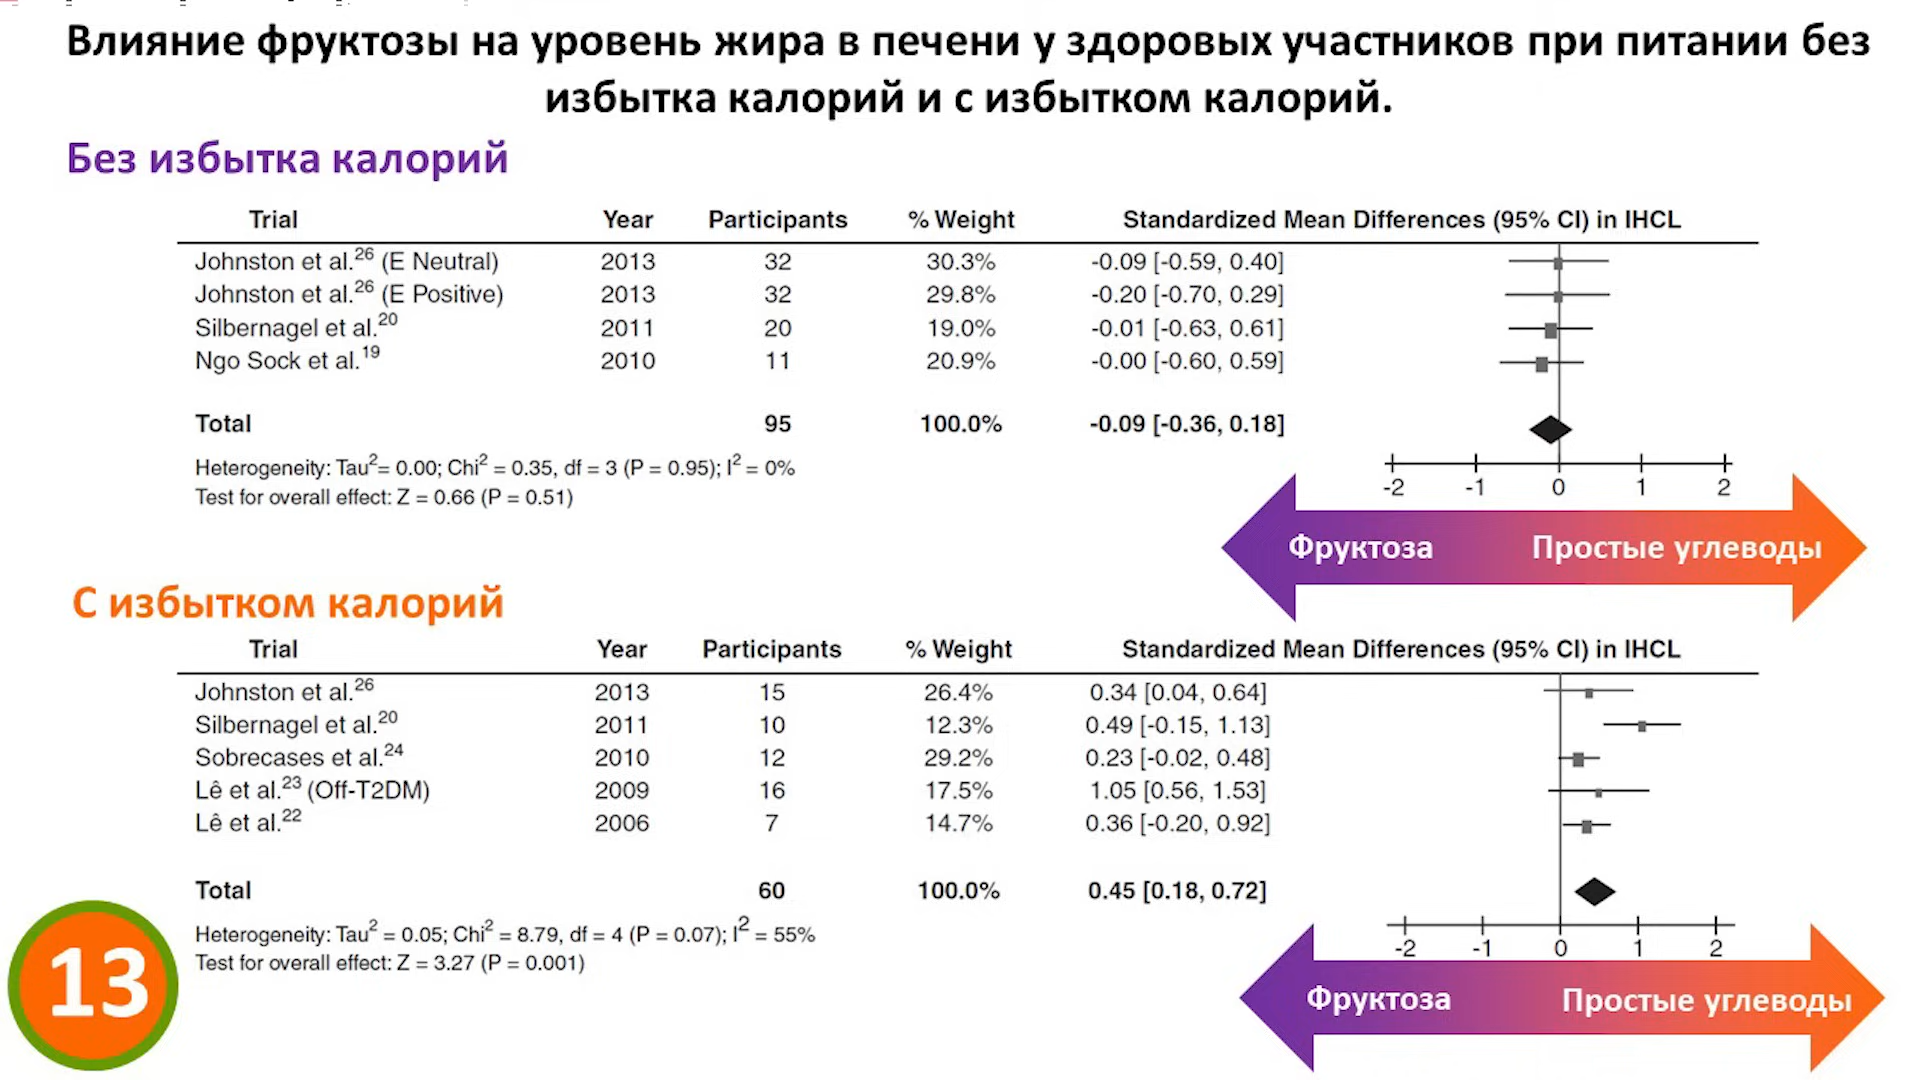 Влияние фруктозы на уровень жира в печени у здоровых участников при питании без
избытка калорий и с избытком калорий.
Без избытка калорий
Trial Year Participants % Weight Standardized Mean Differences (95% CI) in IHCL
Johnston et al.26 (E Neutral) 2013 32 30.3% -0.09 [-0.59, 0.40]
Johnston et al.26 (E Positive) 2013 32 29.8% -0.20 [-0.70, 0.29]
Silbernagel et al.20 2011 20 19.0% -0.01 [-0.63, 0.61]
Ngo Sock et al.19 2010 11 20.9% -0.00 [-0.60, 0.59]
Total 95 100.0% -0.09 [-0.36, 0.18]
Heterogeneity: Tau2= 0.00; Chi2 = 0.35, df = 3 (P = 0.95); I2 = 0%
Test for overall effect: Z = 0.66 (P = 0.51)
-2 -1 0 1 2
Фруктоза Простые углеводы
С избытком калорий
Trial Year Participants % Weight Standardized Mean Differences (95% CI) in IHCL
Johnston et al.26 2013 15 26.4% 0.34 [0.04, 0.64]
Silbernagel et al.20 2011 10 12.3% 0.49 [-0.15, 1.13]
Sobrecases et al.24 2010 12 29.2% 0.23 [-0.02, 0.48]
Lê et al.23 (Off-T2DM) 2009 16 17.5% 1.05 [0.56, 1.53]
Lê et al.22 2006 7 14.7% 0.36 [-0.20, 0.92]
Total 60 100.0% 0.45 [0.18, 0.72]
Heterogeneity: Tau2 = 0.05; Chi2 = 8.79, df = 4 (P = 0.07); I2 = 55%
Test for overall effect: Z = 3.27 (P = 0.001)
-2 -1 0 1 2
Фруктоза Простые углеводы
13